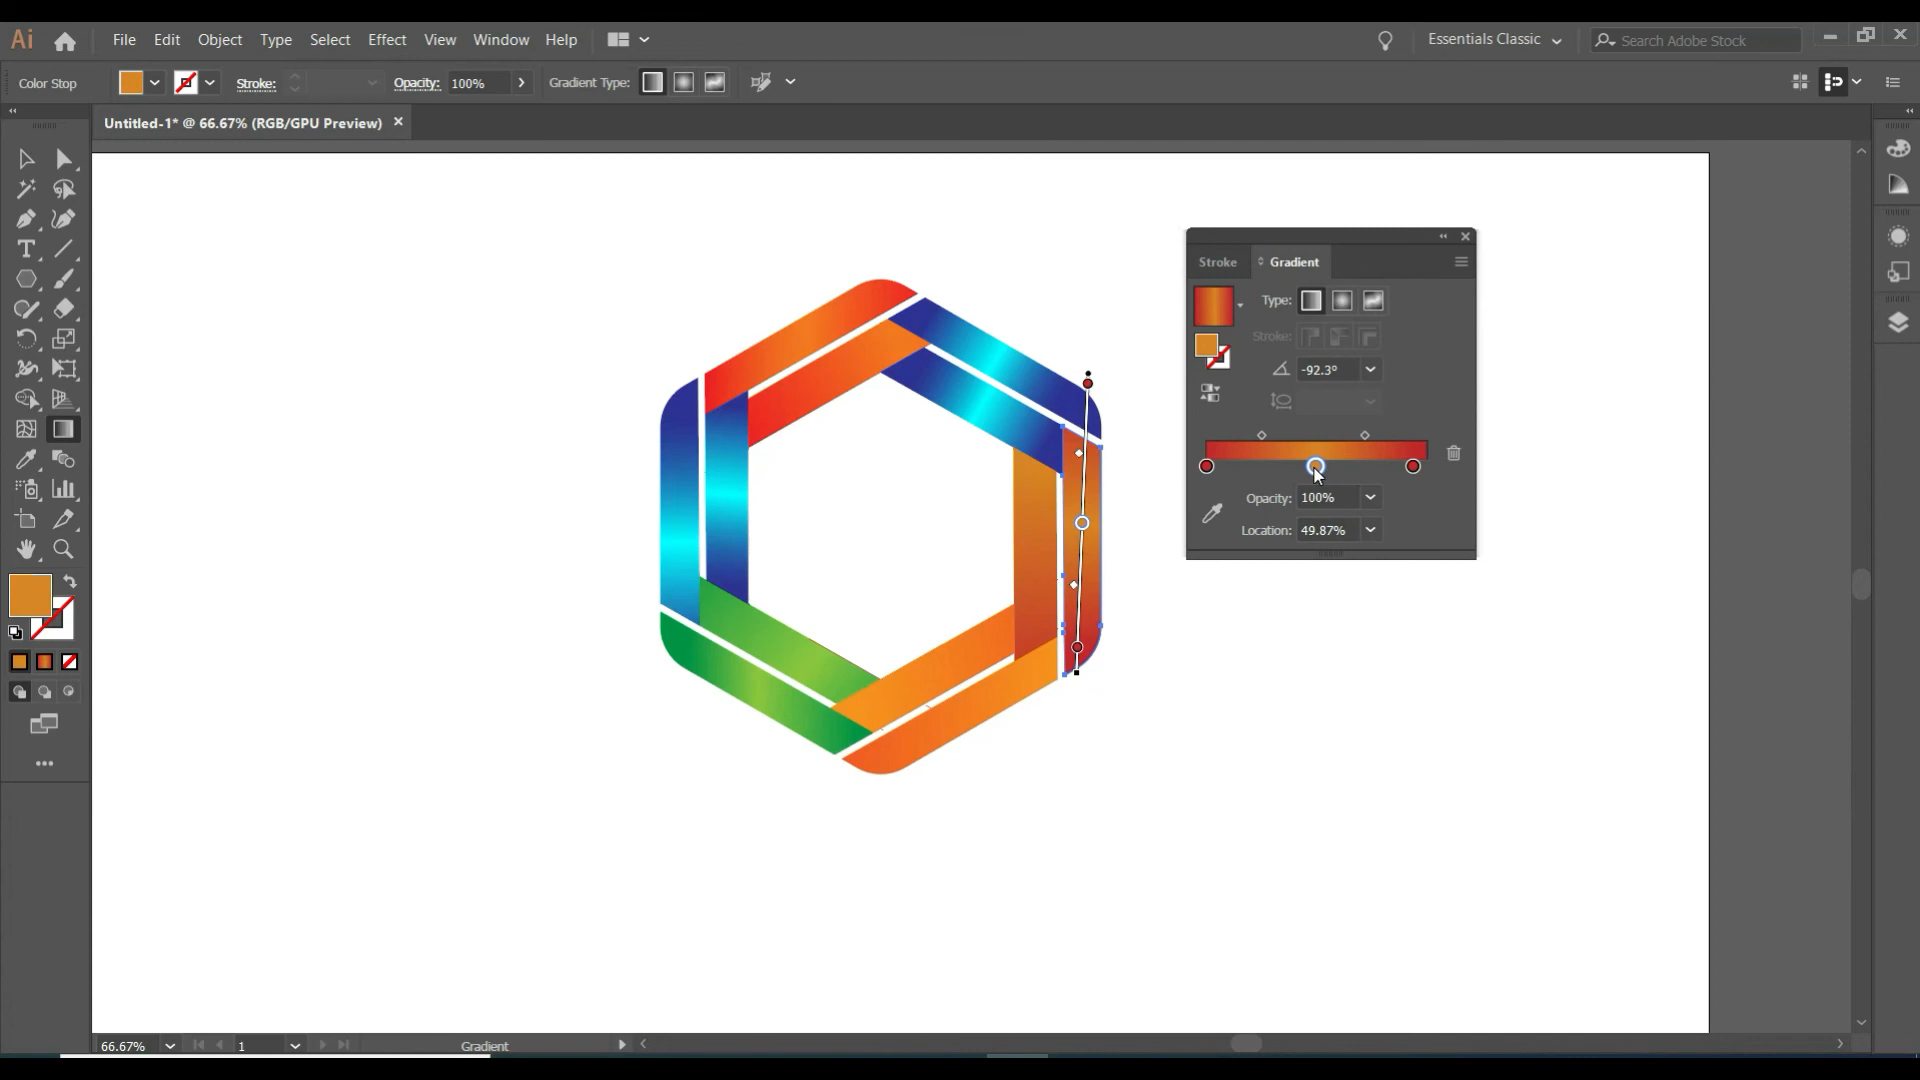 Ai File Edit Object Type Select Effect View Window Help Essentials Classic Search Adobe Stock
Color Stop Stroke: Opacity: 100% Gradient Type:
Untitled-1* @ 66.67% (RGB/GPU Preview)
Stroke Gradient
Type:
Stroke:
-92.3°
Opacity: 100%
Location: 49.87%
66.67% 1 Gradient